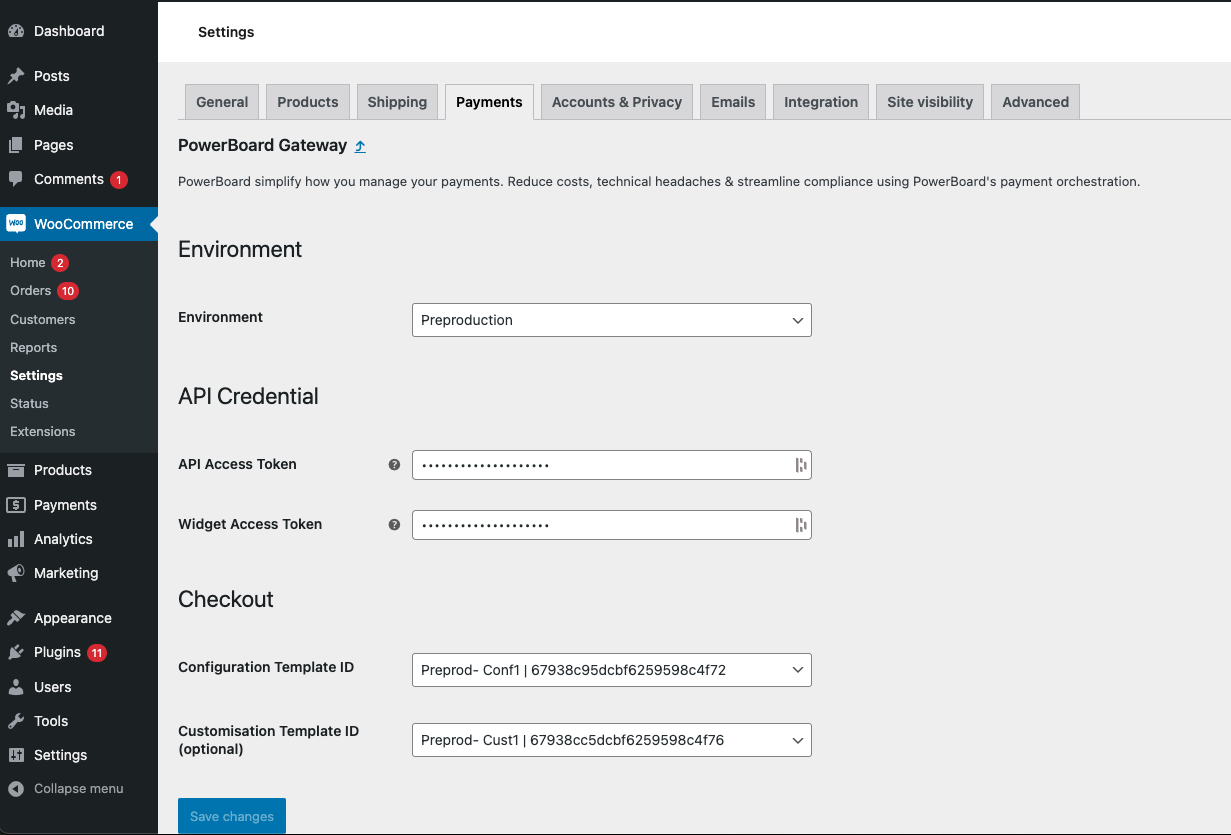 Dashboard
Posts
Media
Pages
Comments 1
Woo WooCommerce
Home 2
Orders 10
Customers
Reports
Settings
Status
Extensions
Products
Payments
Analytics
Marketing
Appearance
Plugins 11
Users
Tools
Settings
Collapse menu
Settings
General Products Shipping Payments Accounts & Privacy Emails Integration Site visibility Advanced
PowerBoard Gateway ⤴
PowerBoard simplify how you manage your payments. Reduce costs, technical headaches & streamline compliance using PowerBoard's payment orchestration.
Environment
Environment Preproduction
API Credential
API Access Token ? ••••••••••••••••••••
Widget Access Token ? ••••••••••••••••••••
Checkout
Configuration Template ID Preprod- Conf1 | 67938c95dcbf6259598c4f72
Customisation Template ID
(optional)
Preprod- Cust1 | 67938cc5dcbf6259598c4f76
Save changes